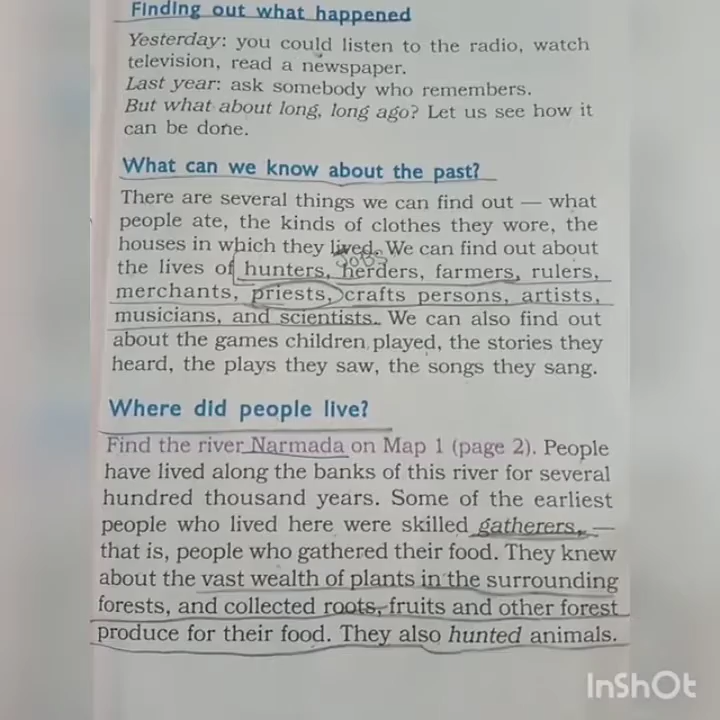 Finding out what happened
Yesterday: you could listen to the radio, watch
television, read a newspaper.
Last year: ask somebody who remembers.
But what about long, long ago? Let us see how it
can be done.
What can we know about the past?
There are several things we can find out — what
people ate, the kinds of clothes they wore, the
houses in which they lived. We can find out about
JoBs
the lives of hunters, herders, farmers, rulers,
merchants, priests, crafts persons, artists,
musicians, and scientists. We can also find out
about the games children played, the stories they
heard, the plays they saw, the songs they sang.
Where did people live?
Find the river Narmada on Map 1 (page 2). People
have lived along the banks of this river for several
hundred thousand years. Some of the earliest
people who lived here were skilled gatherers, —
that is, people who gathered their food. They knew
about the vast wealth of plants in the surrounding
forests, and collected roots, fruits and other forest
produce for their food. They also hunted animals.
InShOt